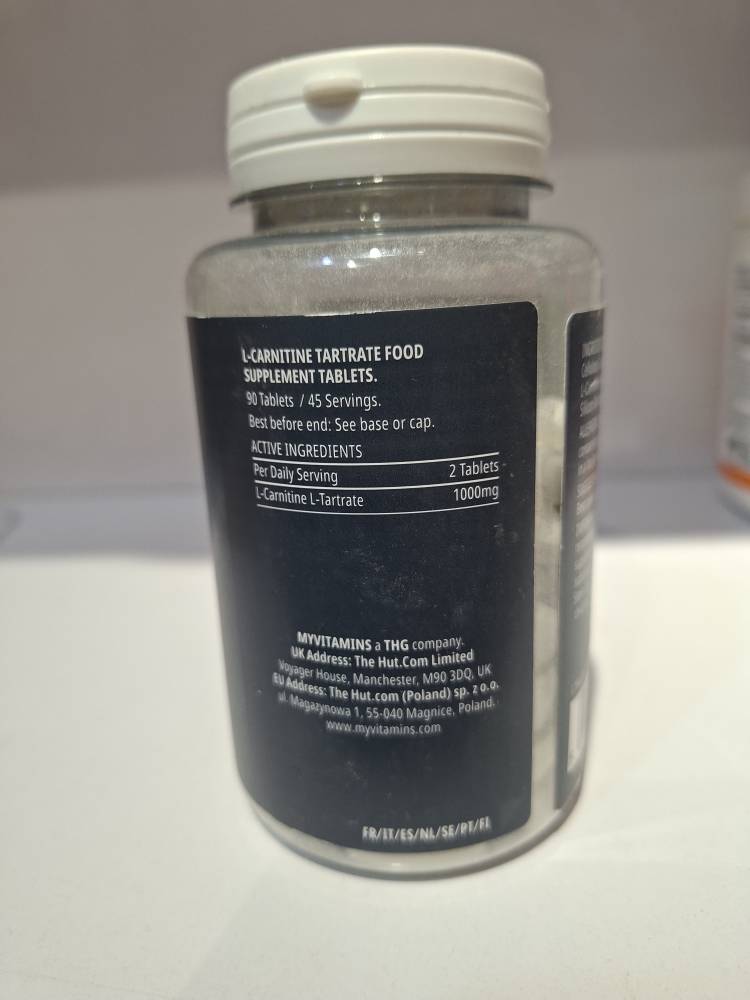 L-CARNITINE TARTRATE FOOD
SUPPLEMENT TABLETS.
90 Tablets / 45 Servings.
Best before end: See base or cap.
ACTIVE INGREDIENTS
Per Daily Serving 2 Tablets
L-Carnitine L-Tartrate 1000mg
MYVITAMINS a THG company.
UK Address: The Hut.Com Limited
Voyager House, Manchester, M90 3DQ, UK
EU Address: The Hut.com (Poland) sp. z o.o.
ul. Magazynowa 1, 55-040 Magnice, Poland.
www.myvitamins.com
FR/IT/ES/NL/SE/PT/FI